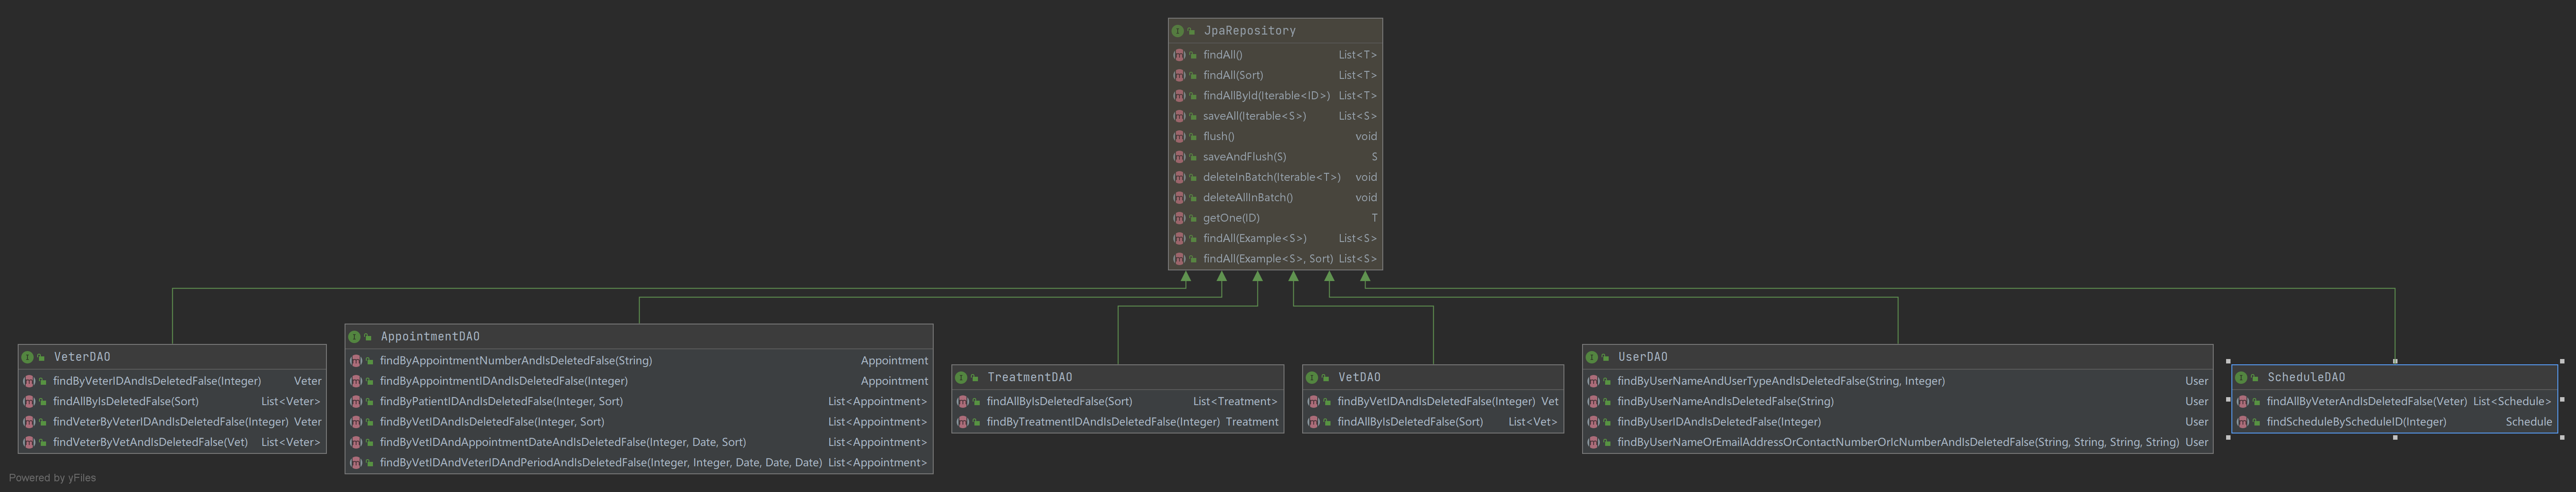 JpaRepository
findAll() List<T>
findAll(Sort) List<T>
findAllById(Iterable<ID>) List<T>
saveAll(Iterable<S>) List<S>
flush() void
saveAndFlush(S) S
deleteInBatch(Iterable<T>) void
deleteAllInBatch() void
getOne(ID) T
findAll(Example<S>) List<S>
findAll(Example<S>, Sort) List<S>
VeterDAO
findByVeterIDAndIsDeletedFalse(Integer) Veter
findAllByIsDeletedFalse(Sort) List<Veter>
findVeterByVeterIDAndIsDeletedFalse(Integer) Veter
findVeterByVetAndIsDeletedFalse(Vet) List<Veter>
AppointmentDAO
findByAppointmentNumberAndIsDeletedFalse(String) Appointment
findByAppointmentIDAndIsDeletedFalse(Integer) Appointment
findByPatientIDAndIsDeletedFalse(Integer, Sort) List<Appointment>
findByVetIDAndIsDeletedFalse(Integer, Sort) List<Appointment>
findByVetIDAndAppointmentDateAndIsDeletedFalse(Integer, Date, Sort) List<Appointment>
findByVetIDAndVeterIDAndPeriodAndIsDeletedFalse(Integer, Integer, Date, Date, Date) List<Appointment>
TreatmentDAO
findAllByIsDeletedFalse(Sort) List<Treatment>
findByTreatmentIDAndIsDeletedFalse(Integer) Treatment
VetDAO
findByVetIDAndIsDeletedFalse(Integer) Vet
findAllByIsDeletedFalse(Sort) List<Vet>
UserDAO
findByUserNameAndUserTypeAndIsDeletedFalse(String, Integer) User
findByUserNameAndIsDeletedFalse(String) User
findByUserIDAndIsDeletedFalse(Integer) User
findByUserNameOrEmailAddressOrContactNumberOrIcNumberAndIsDeletedFalse(String, String, String, String) User
ScheduleDAO
findAllByVeterAndIsDeletedFalse(Veter) List<Schedule>
findScheduleByScheduleID(Integer) Schedule
Powered by yFiles